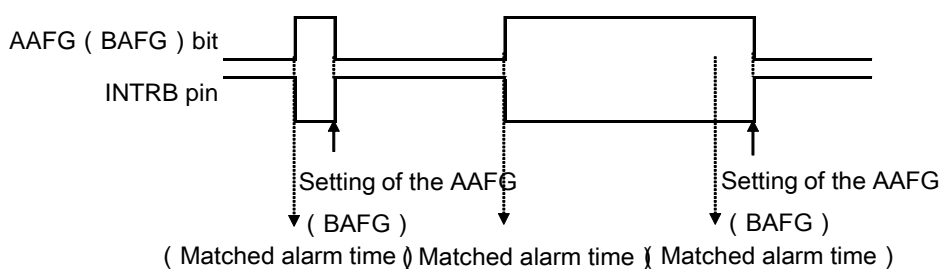 AAFG ( BAFG ) bit
INTRB pin
Setting of the AAFG
( BAFG )
Setting of the AAFG
( BAFG )
( Matched alarm time )
( Matched alarm time )
( Matched alarm time )